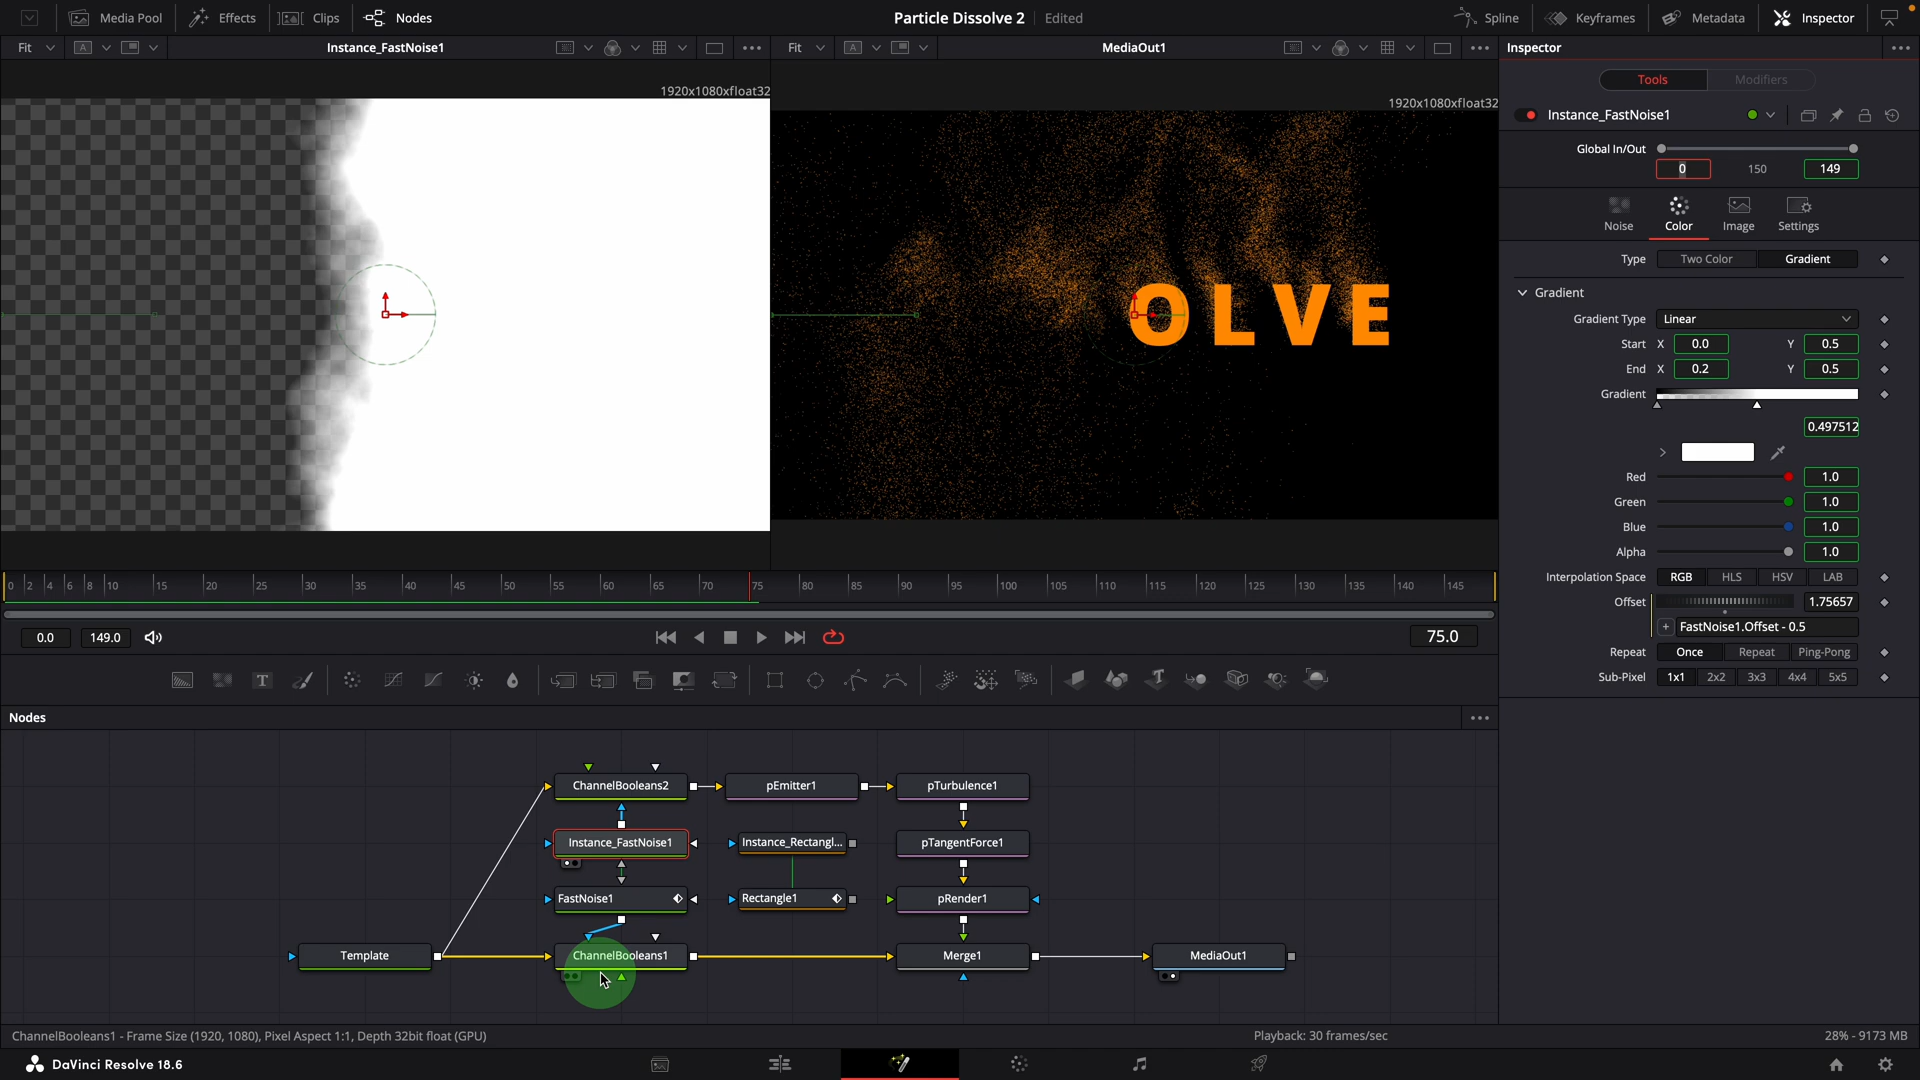 Media Pool
Effects
Clips
Nodes
Particle Dissolve 2
Edited
Spline
Keyframes
Metadata
Inspector
Fit
A
Instance_FastNoise1
Fit
A
MediaOut1
Inspector
1920x1080xfloat32
1920x1080xfloat32
OLVE
Tools
Modifiers
Instance_FastNoise1
Global In/Out
0
150
149
Noise
Color
Image
Settings
Type
Two Color
Gradient
Gradient
Gradient Type
Linear
Start X 0.0 Y 0.5
End X 0.2 Y 0.5
Gradient
0.497512
Red 1.0
Green 1.0
Blue 1.0
Alpha 1.0
Interpolation Space RGB HLS HSV LAB
Offset 1.75657
+ FastNoise1.Offset - 0.5
Repeat Once Repeat Ping-Pong
Sub-Pixel 1x1 2x2 3x3 4x4 5x5
0 2 4 6 8 10 15 20 25 30 35 40 45 50 55 60 65 70 75 80 85 90 95 100 105 110 115 120 125 130 135 140 145
0.0
149.0
75.0
T
Nodes
ChannelBooleans2
pEmitter1
pTurbulence1
Instance_FastNoise1
Instance_Rectangl...
pTangentForce1
FastNoise1
Rectangle1
pRender1
Template
ChannelBooleans1
Merge1
MediaOut1
ChannelBooleans1 - Frame Size (1920, 1080), Pixel Aspect 1:1, Depth 32bit float (GPU)
Playback: 30 frames/sec
28% - 9173 MB
DaVinci Resolve 18.6